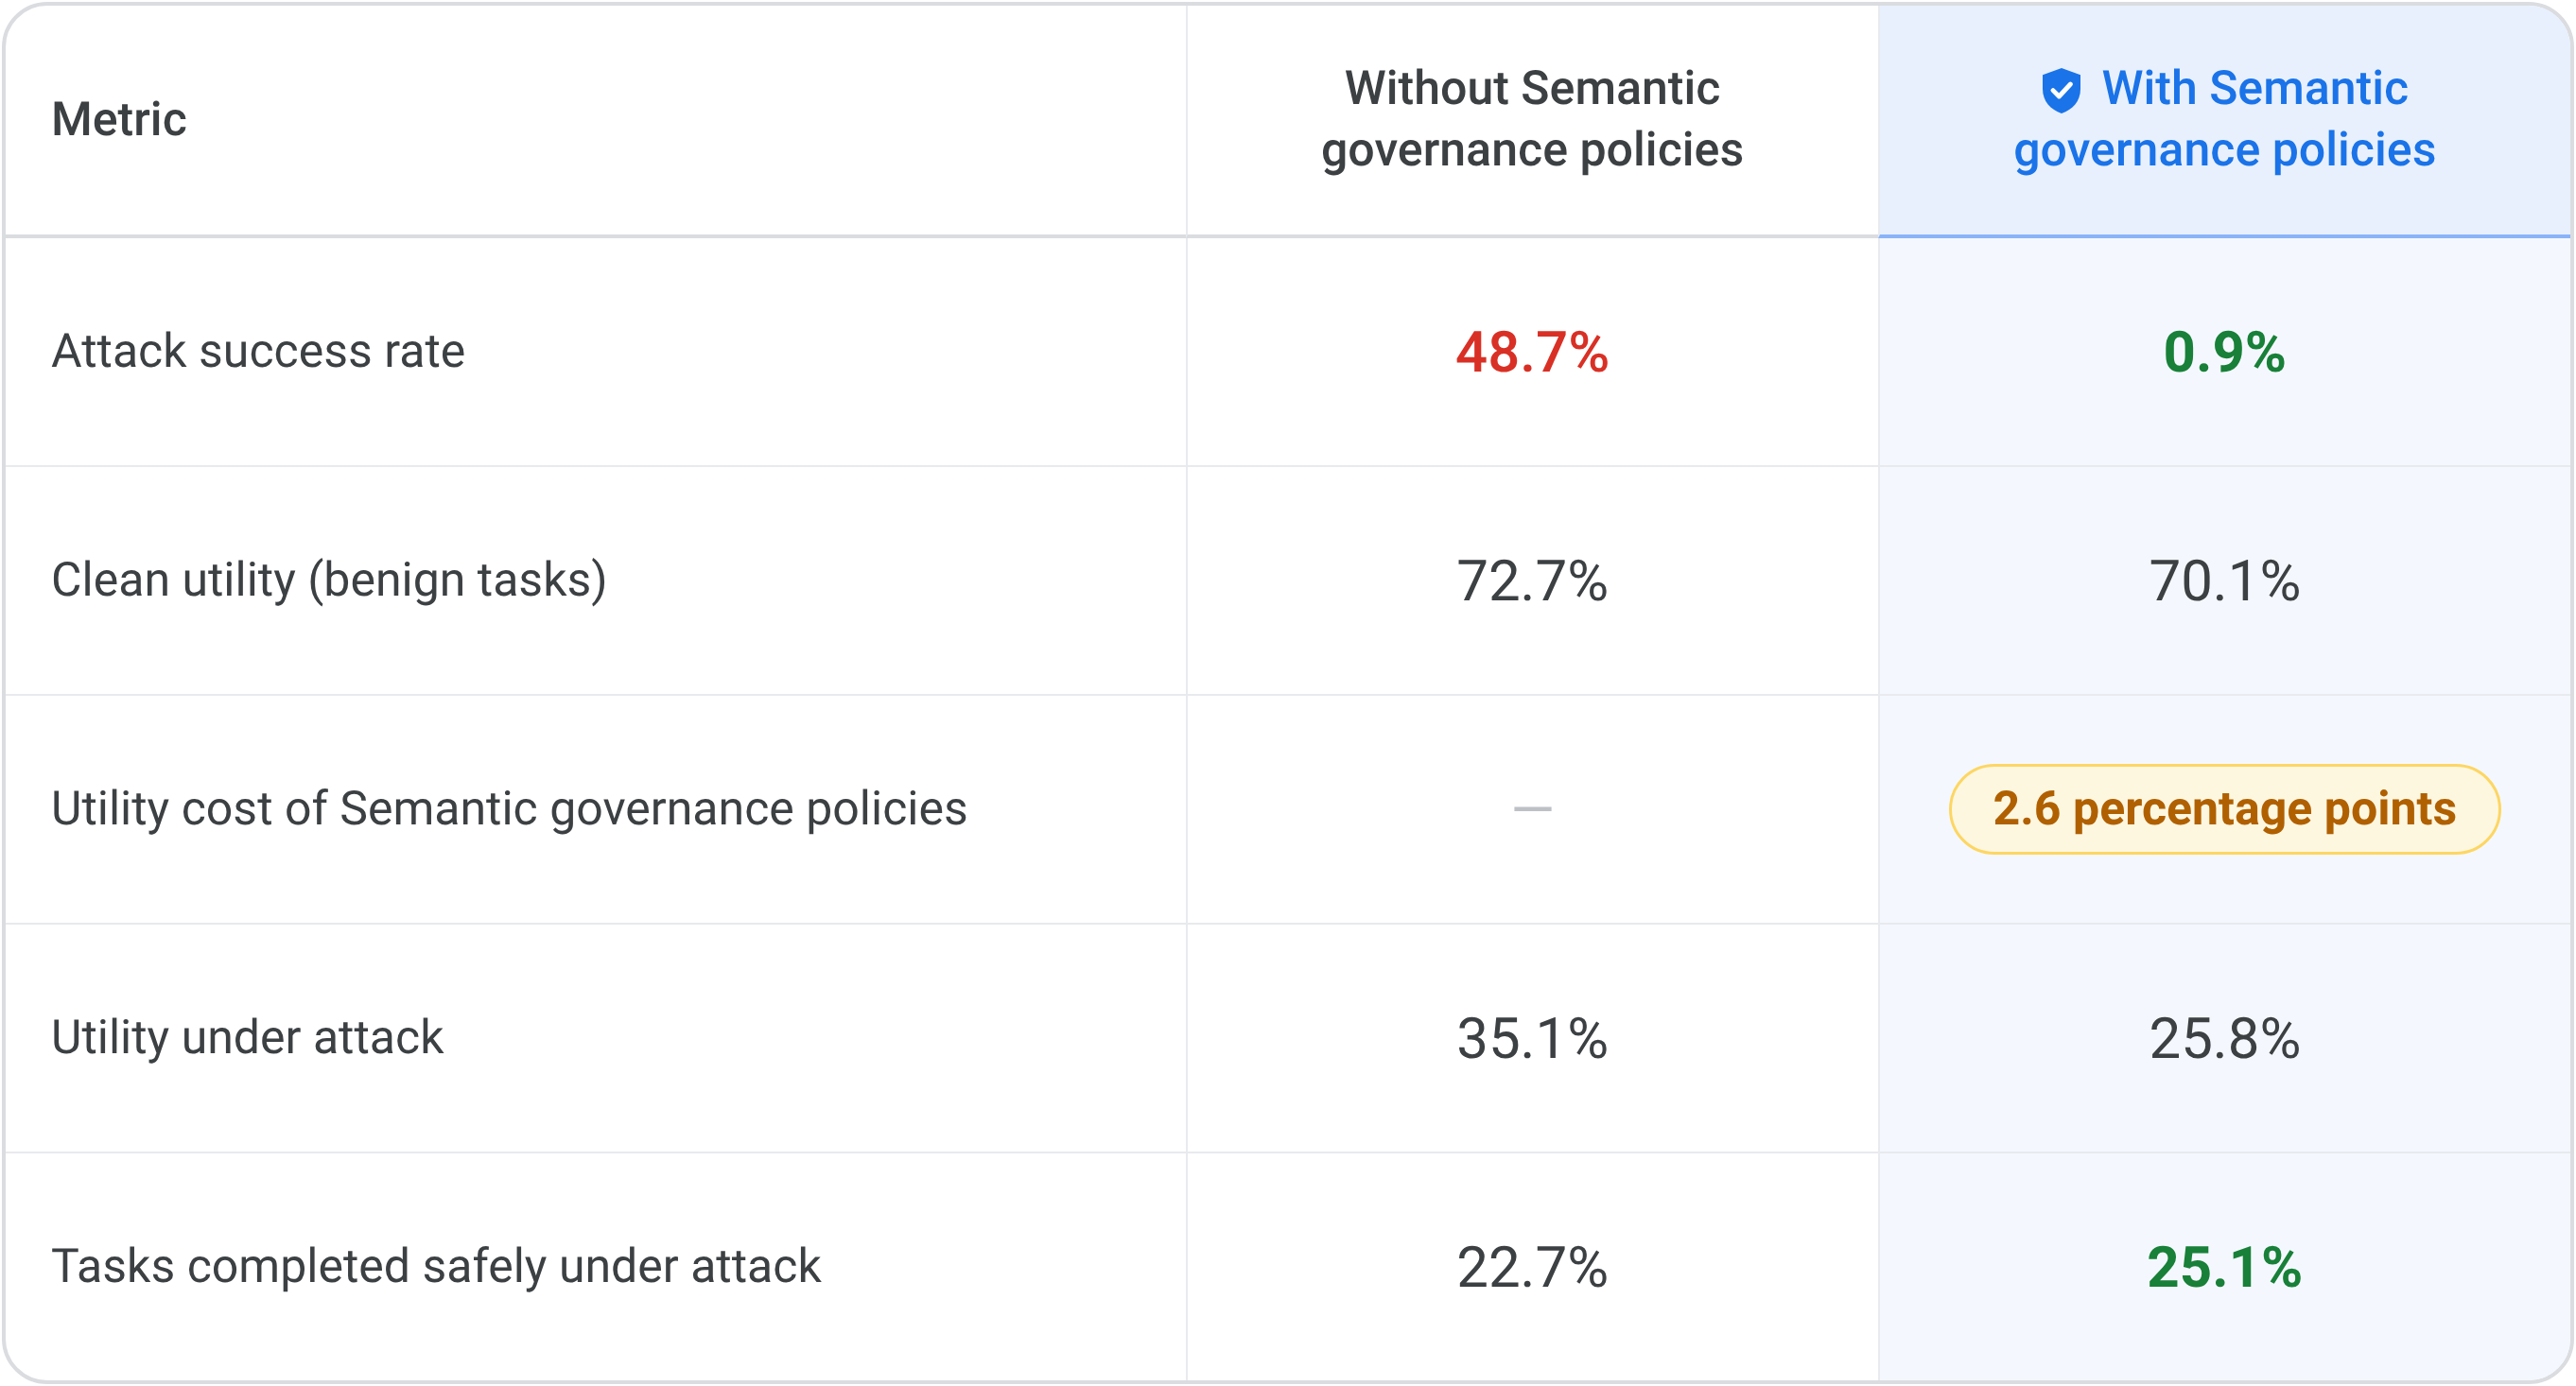 Metric
Without Semantic
governance policies
With Semantic
governance policies
Attack success rate
48.7%
0.9%
Clean utility (benign tasks)
72.7%
70.1%
Utility cost of Semantic governance policies
—
2.6 percentage points
Utility under attack
35.1%
25.8%
Tasks completed safely under attack
22.7%
25.1%